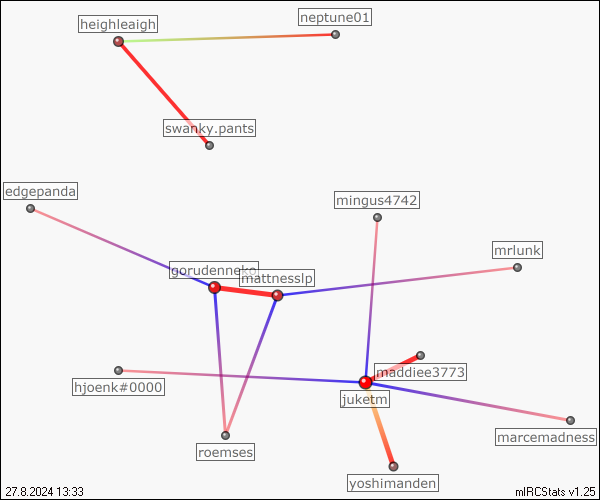 neptune01
heighleaigh
swanky.pants
edgepanda
mingus4742
mrlunk
gorudenneko
mattnesslp
maddiee3773
hjoenk#0000
juketm
marcemadness
roemses
yoshimanden
27.8.2024 13:33
mIRCStats v1.25